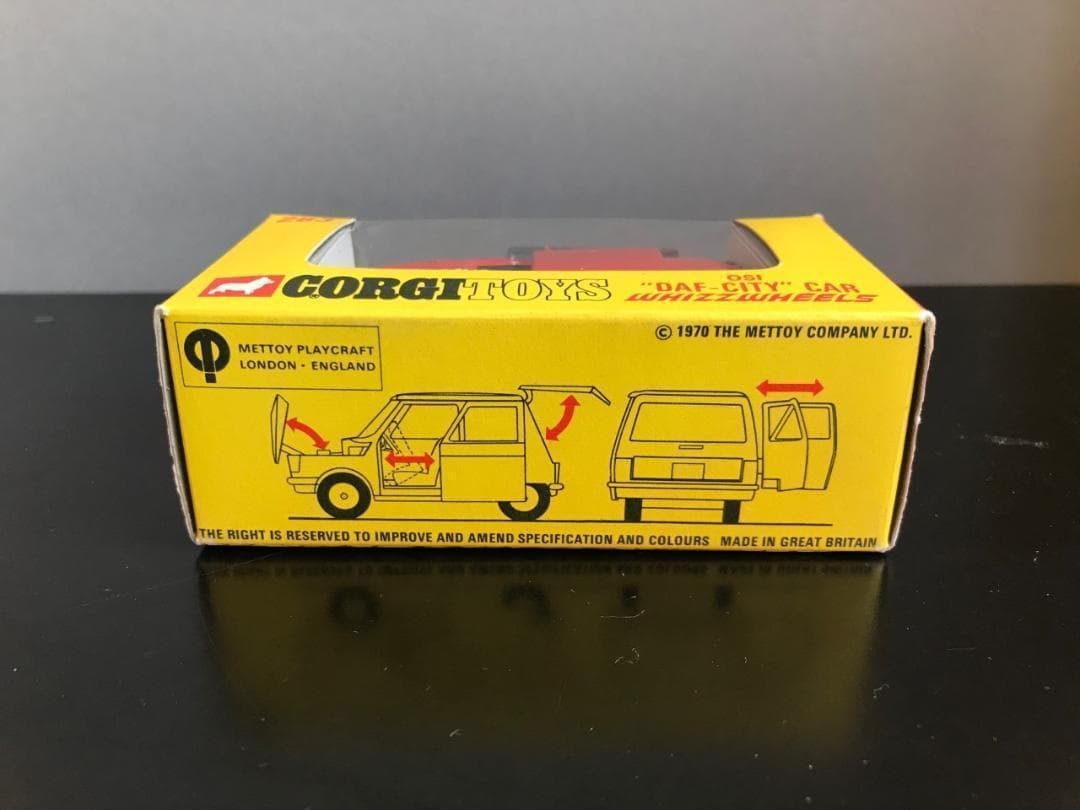 283
CORGI TOYS
OSI
"DAF-CITY" CAR
WHIZZWHEELS
METTOY PLAYCRAFT
LONDON • ENGLAND
© 1970 THE METTOY COMPANY LTD.
THE RIGHT IS RESERVED TO IMPROVE AND AMEND SPECIFICATION AND COLOURS MADE IN GREAT BRITAIN